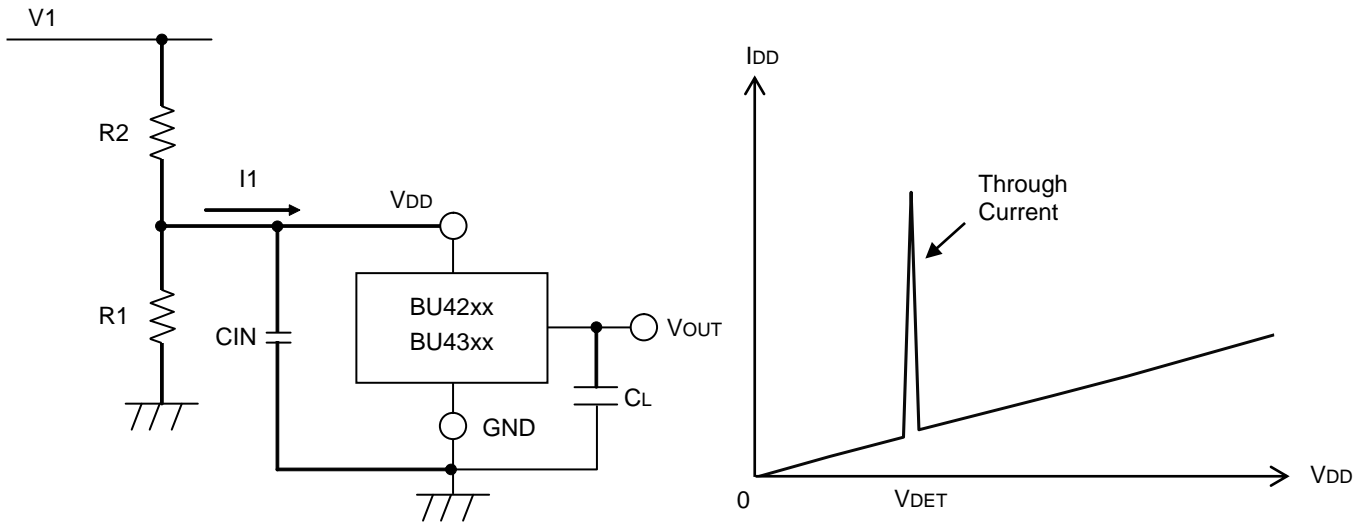 V1
R2
I1
VDD
R1
CIN
BU42xx
BU43xx
VOUT
CL
GND
IDD
Through
Current
0
VDET
VDD